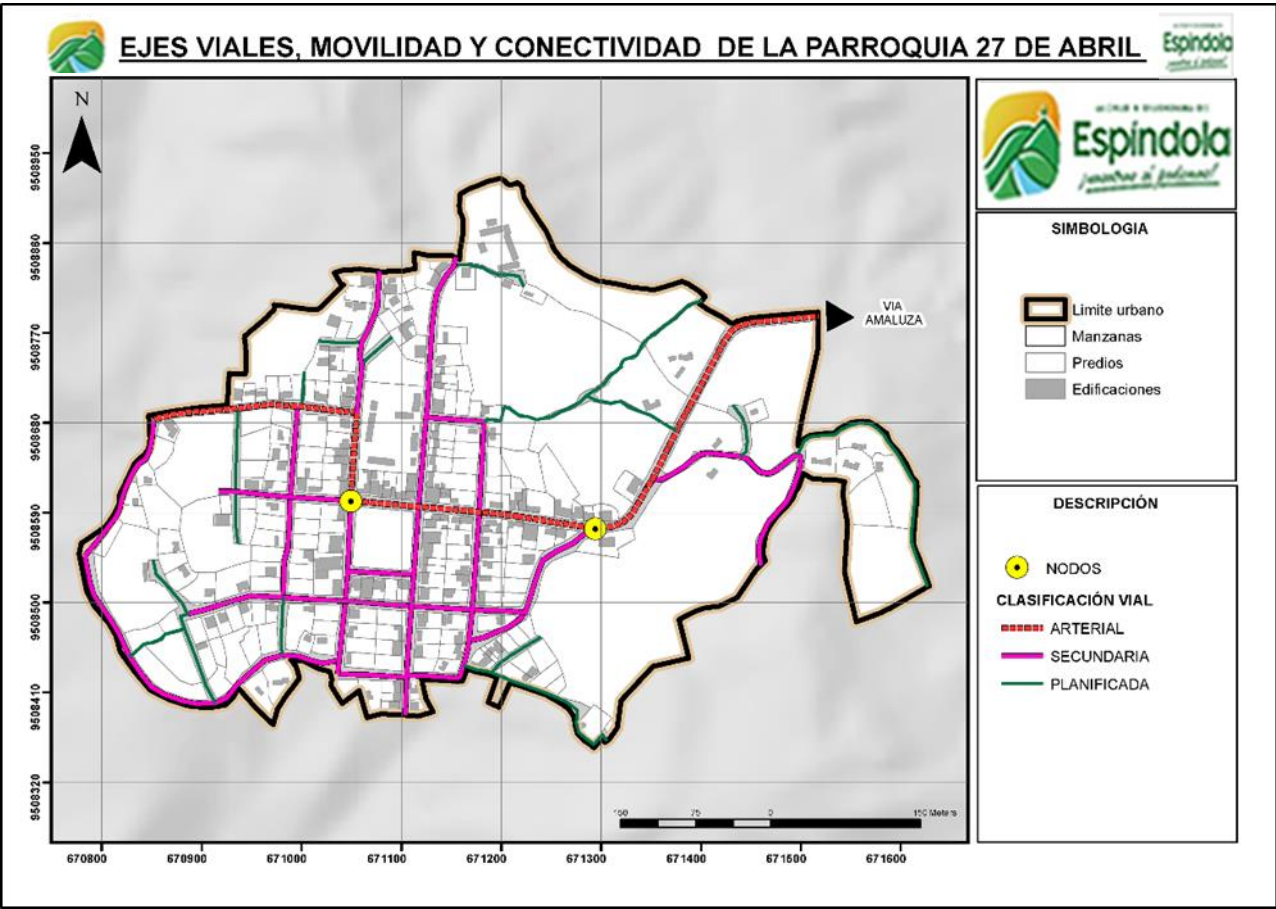 EJES VIALES, MOVILIDAD Y CONECTIVIDAD DE LA PARROQUIA 27 DE ABRIL
Espíndola
N
9508950
9508880
9508770
9508680
9508590
9508500
9508410
9508320
VIA
AMALUZA
150 75 0 150 Meters
670800 670900 671000 671100 671200 671300 671400 671500 671600
Espíndola
SIMBOLOGIA
Limite urbano
Manzanas
Predios
Edificaciones
DESCRIPCIÓN
NODOS
CLASIFICACIÓN VIAL
ARTERIAL
SECUNDARIA
PLANIFICADA